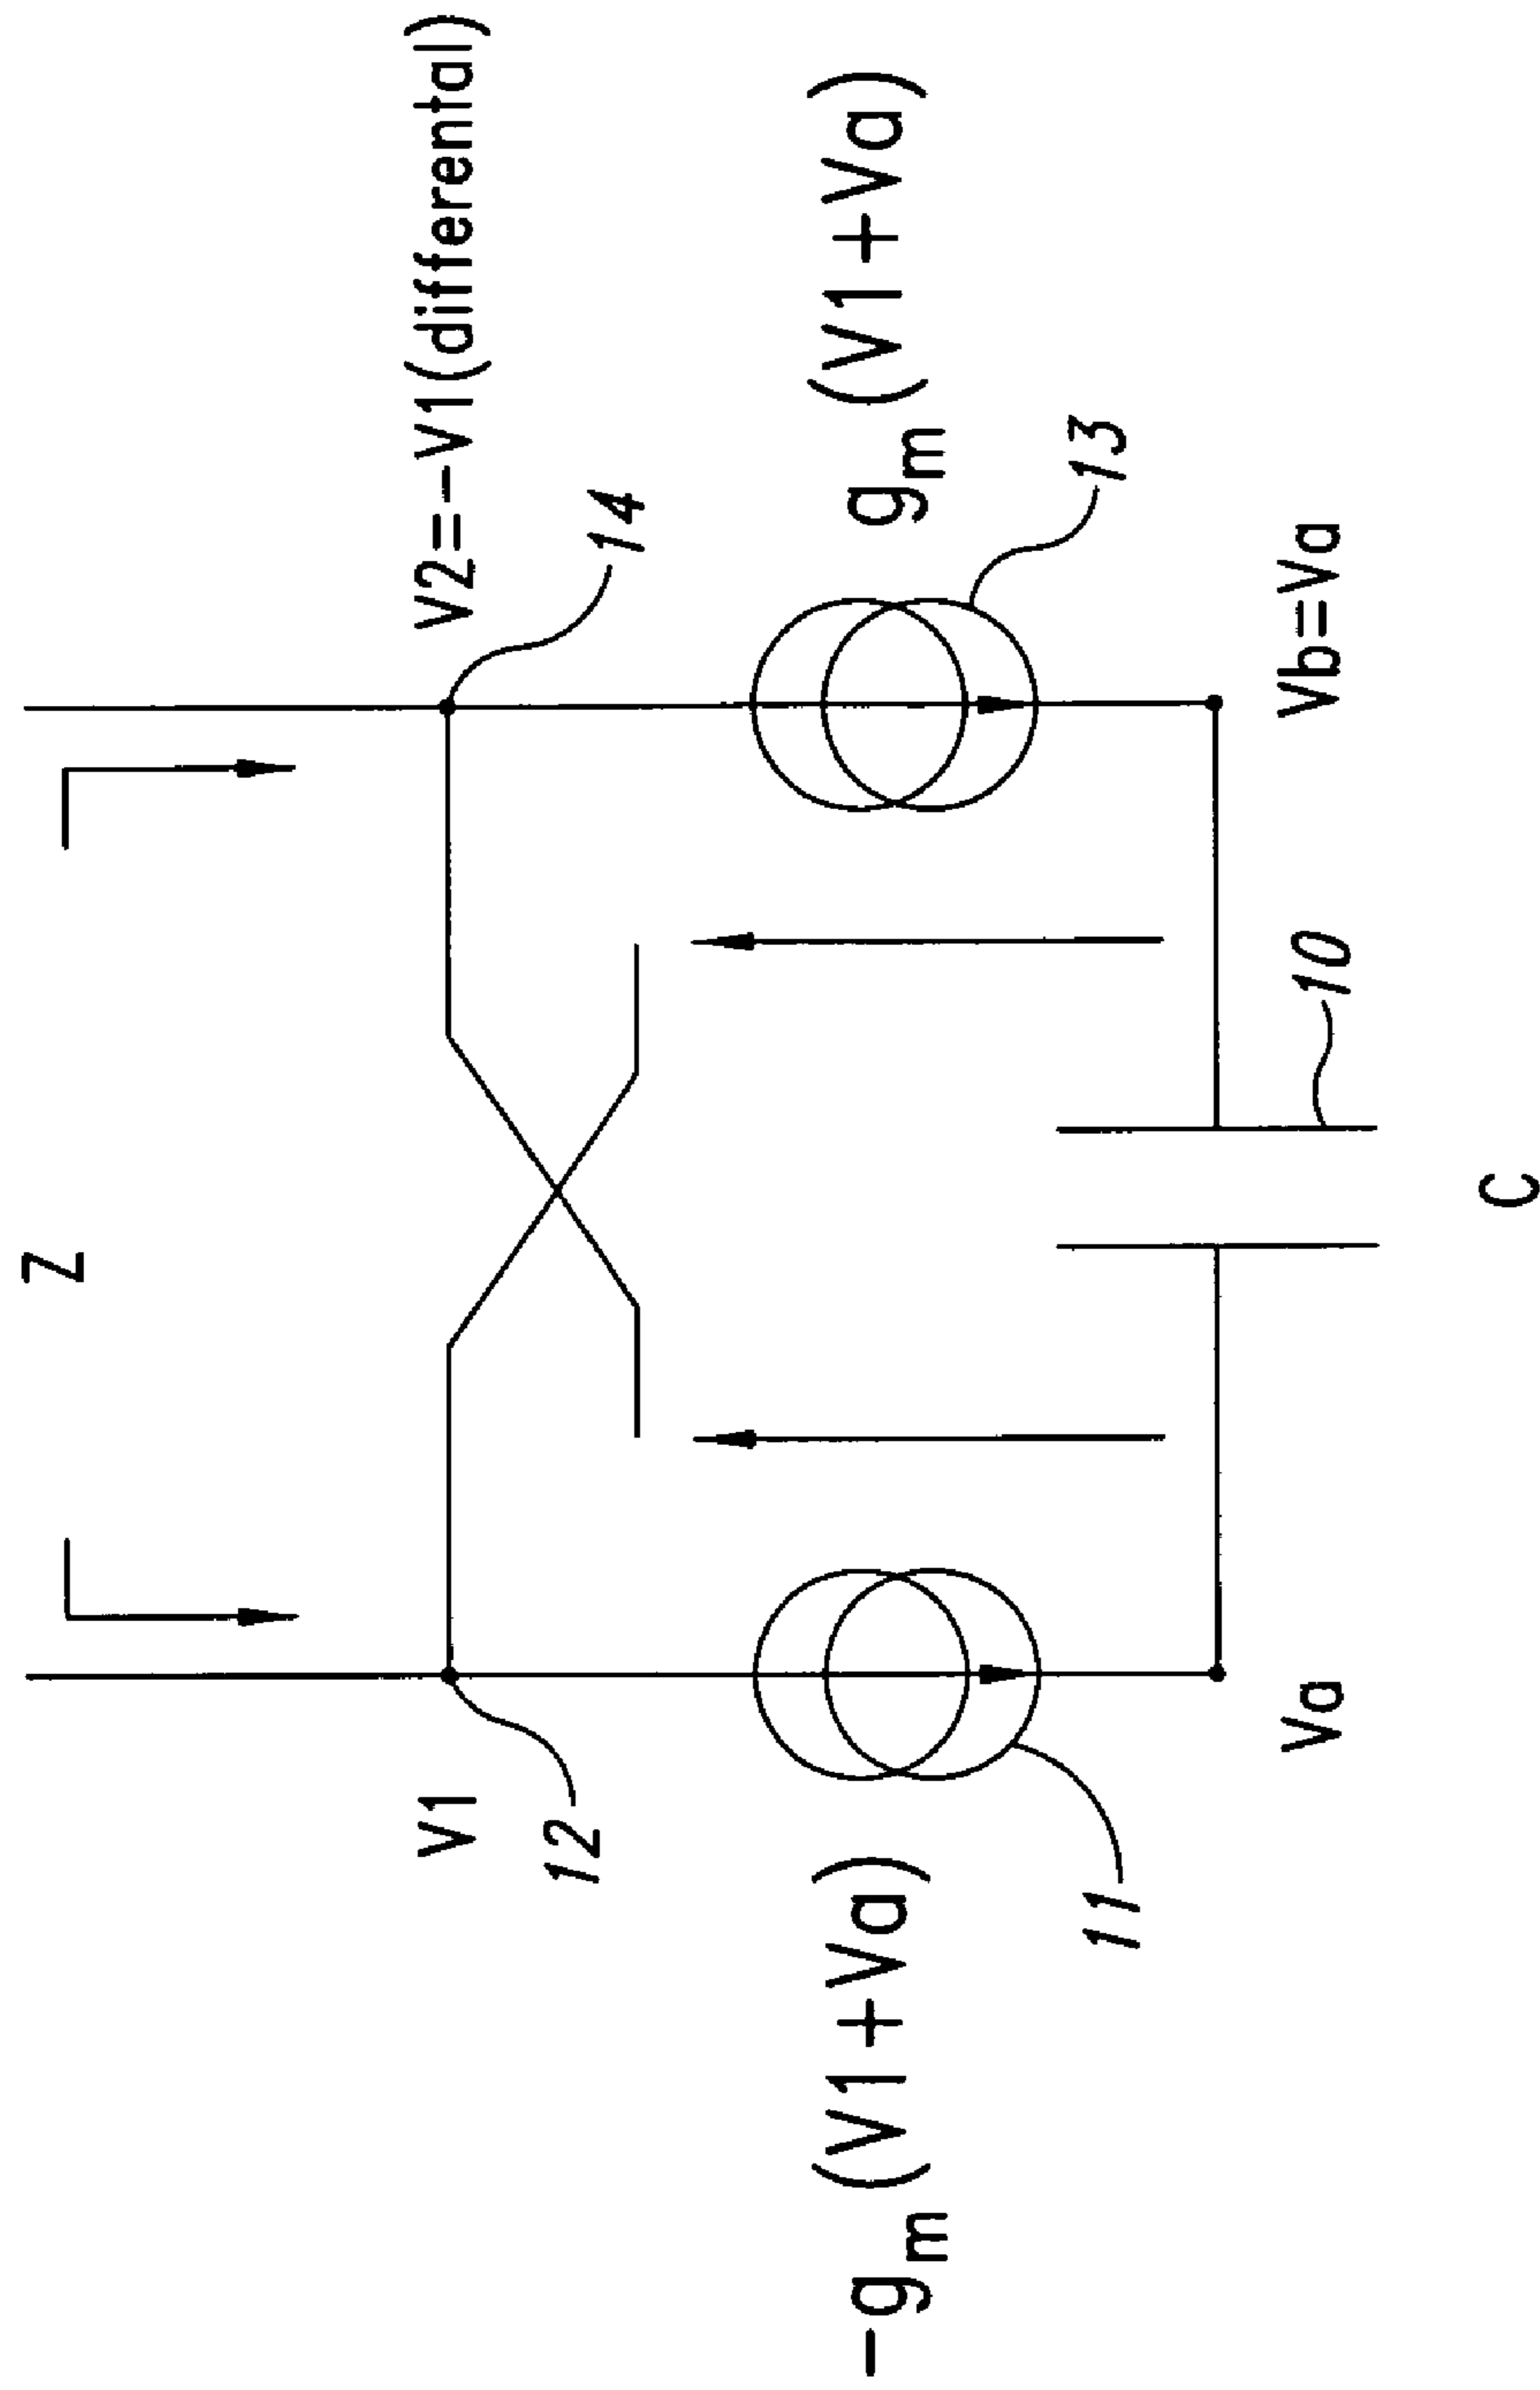 Z
V1
V2=-V1(differental)
12
14
-gm(V1+Va)
gm(V1+Va)
11
13
Va
Vb=Va
10
C